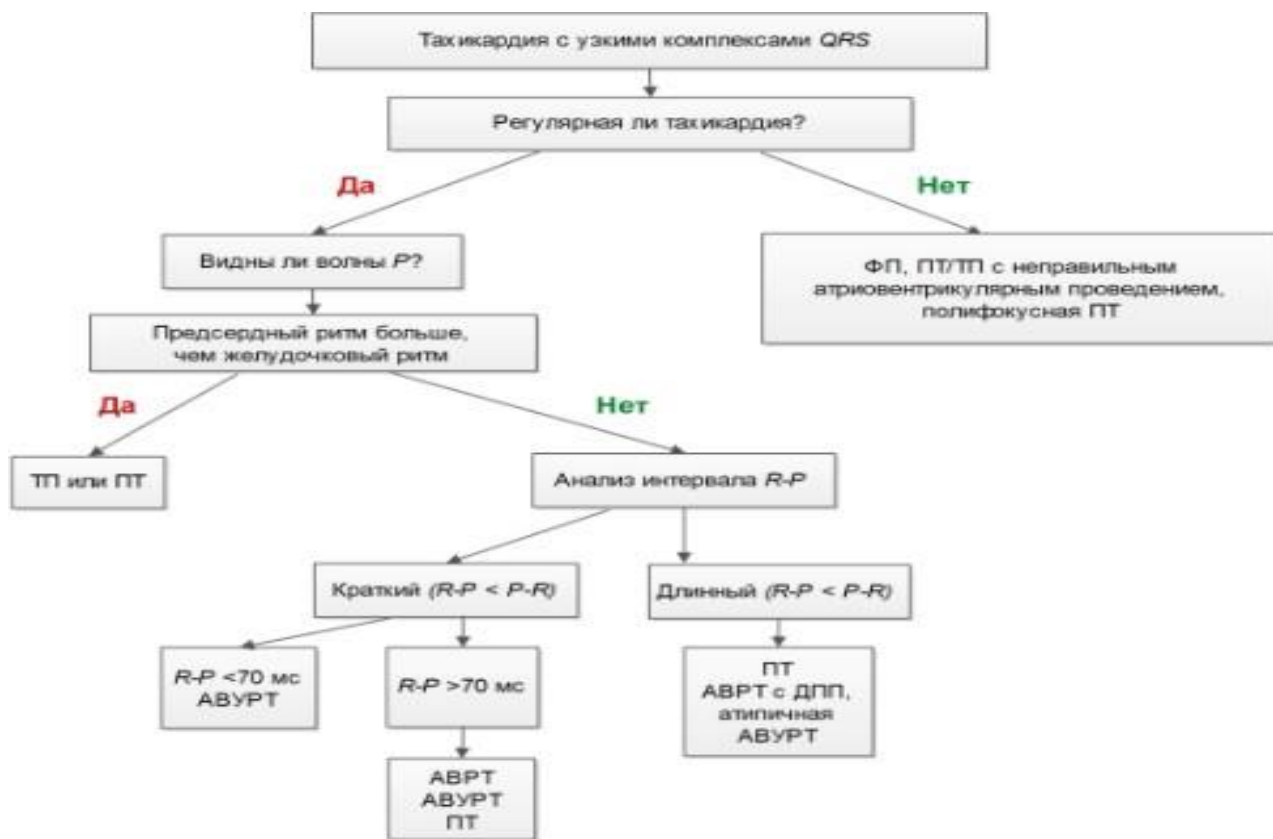 Тахикардия с узкими комплексами QRS
Регулярная ли тахикардия?
Да
Нет
Видны ли волны P?
ФП, ПТ/ТП с неправильным
атриовентрикулярным проведением,
полифокусная ПТ
Предсердный ритм больше,
чем желудочковый ритм
Да
Нет
ТП или ПТ
Анализ интервала R-P
Краткий (R-P < P-R)
Длинный (R-P < P-R)
R-P <70 мс
АВУРТ
R-P >70 мс
ПТ
АВРТ с ДПП,
атипичная
АВУРТ
АВРТ
АВУРТ
ПТ